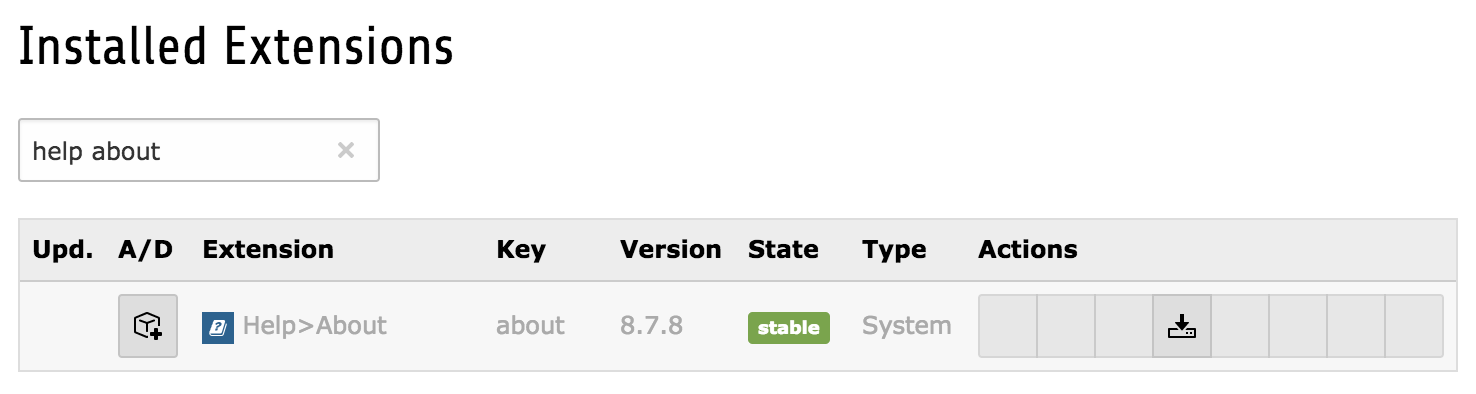 Installed Extensions
help about
Upd. A/D Extension Key Version State Type Actions
Help>About about 8.7.8 stable System